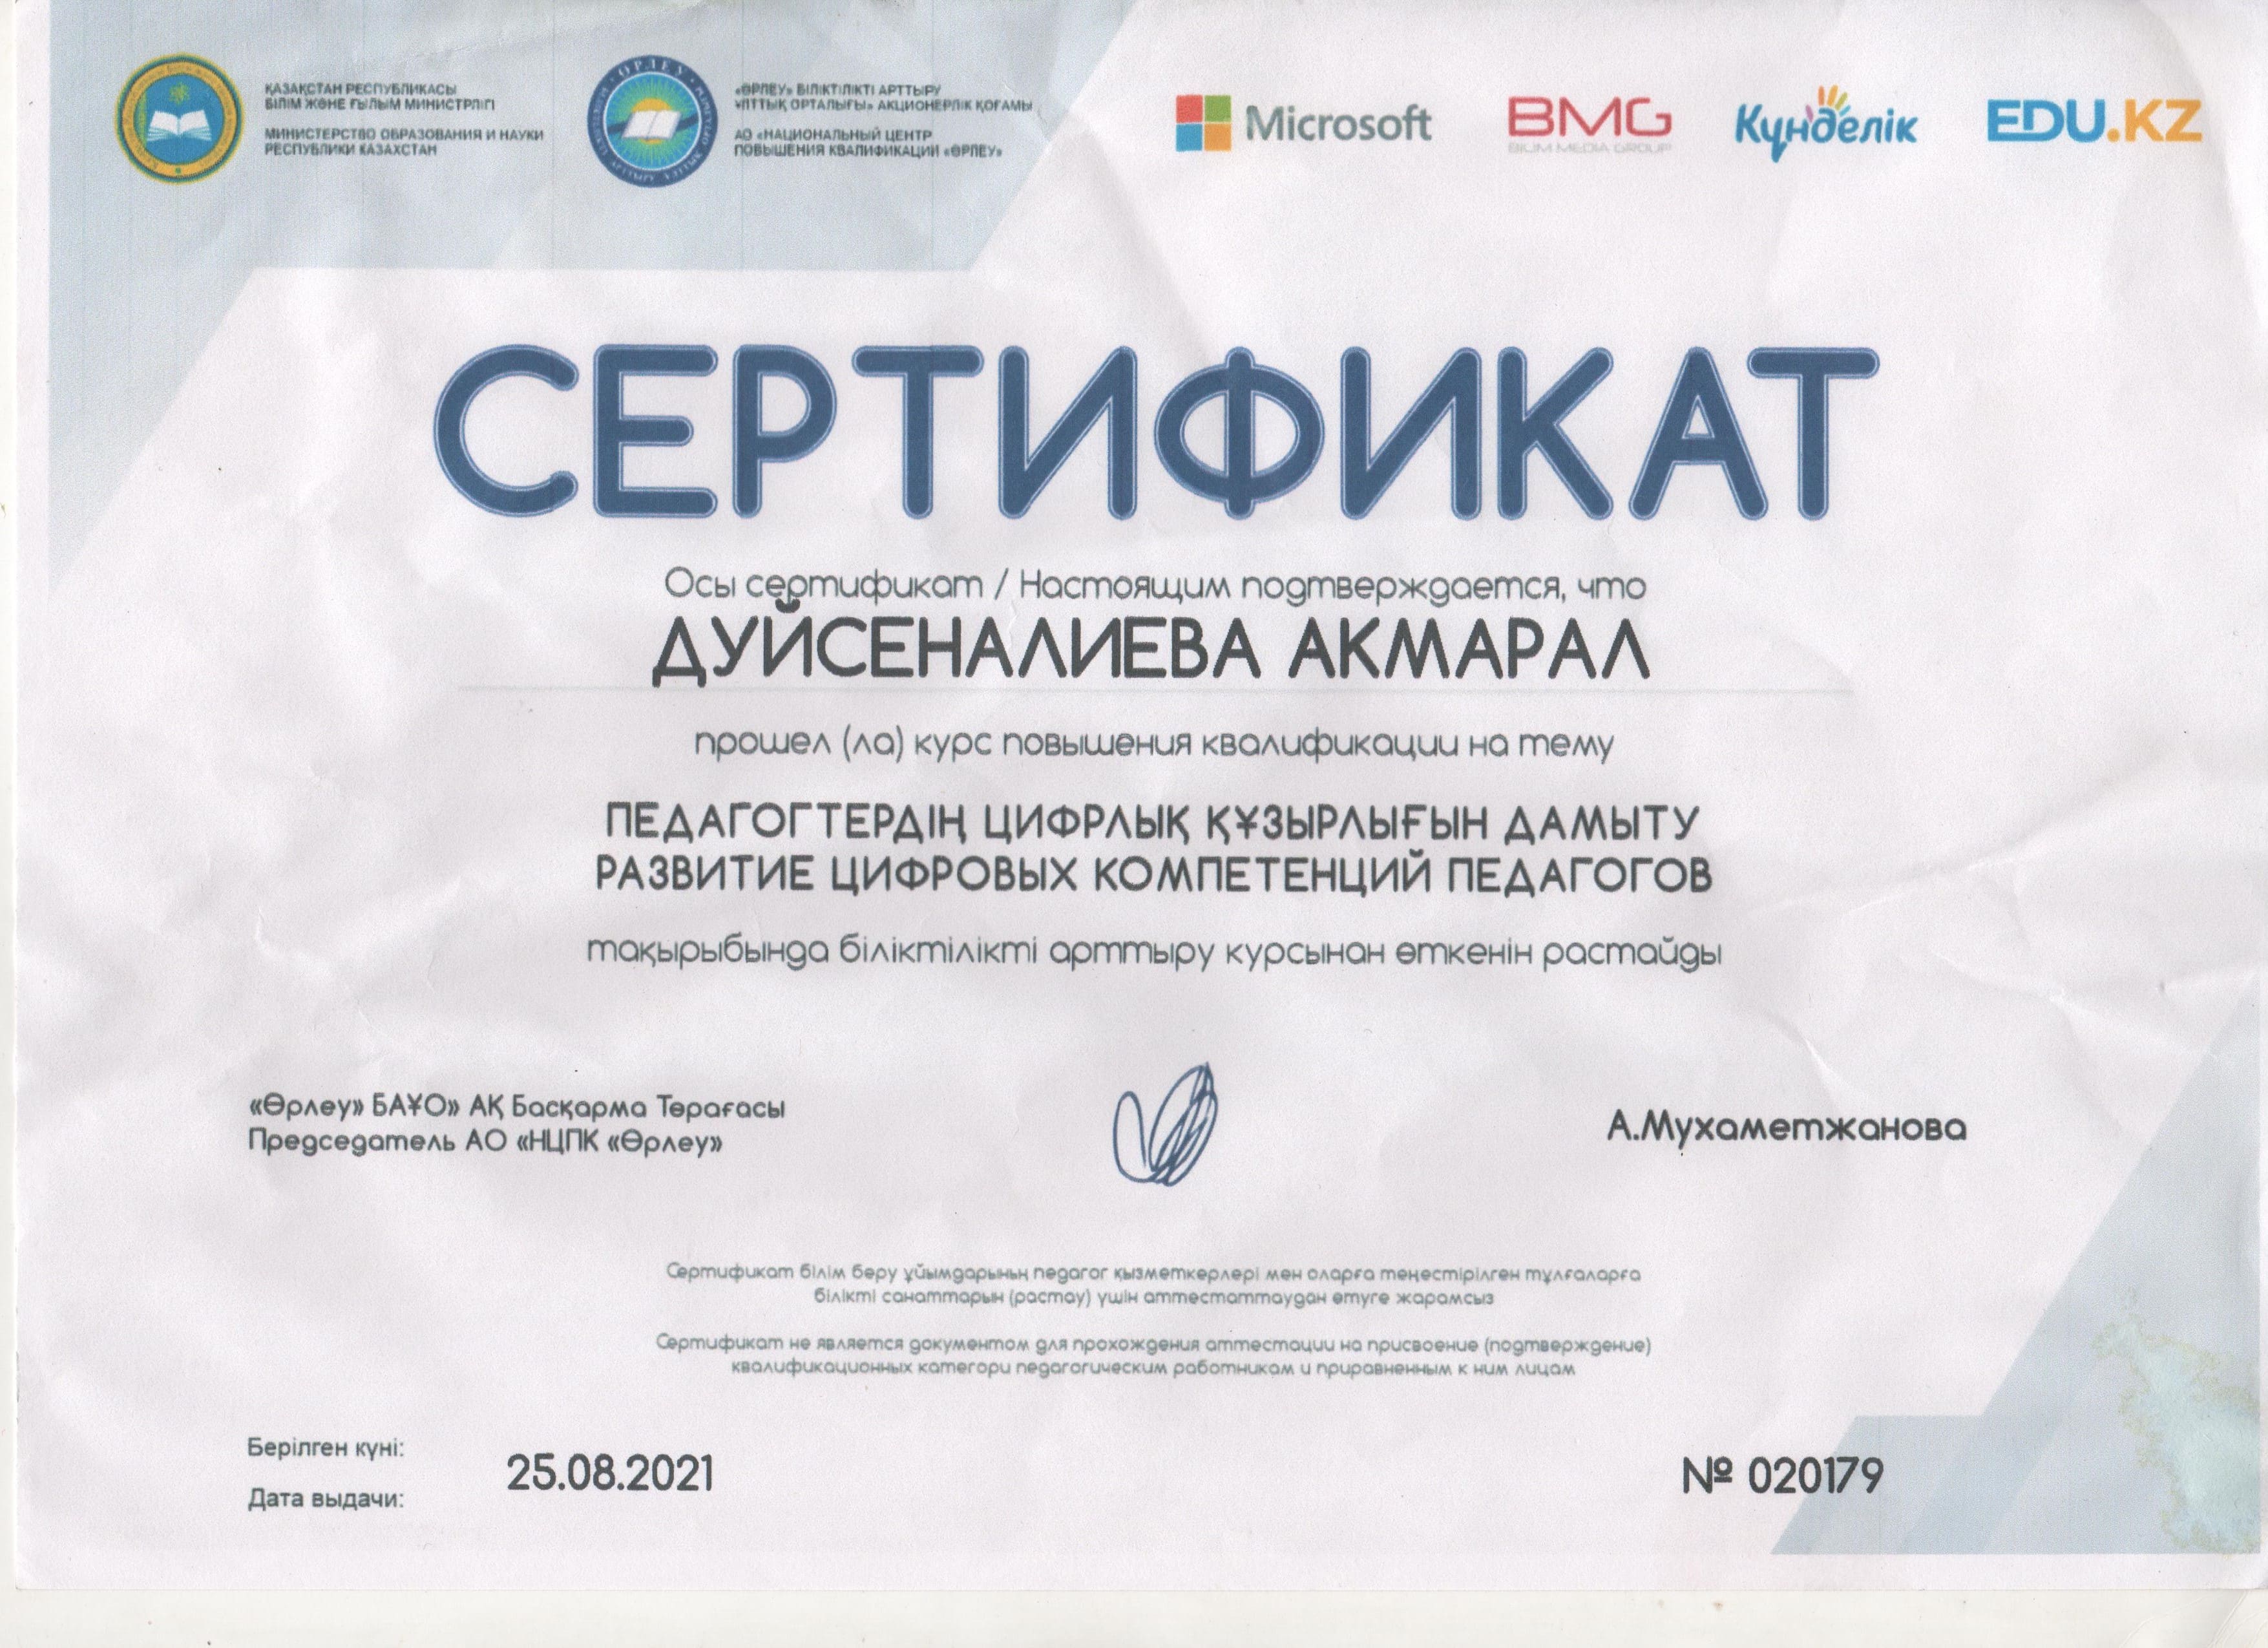 ҚАЗАҚСТАН РЕСПУБЛИКАСЫ
БІЛІМ ЖӘНЕ ҒЫЛЫМ МИНИСТРЛІГІ
МИНИСТЕРСТВО ОБРАЗОВАНИЯ И НАУКИ
РЕСПУБЛИКИ КАЗАХСТАН
ӨРЛЕУ
«ӨРЛЕУ» БІЛІКТІЛІКТІ АРТТЫРУ
ҰЛТТЫҚ ОРТАЛЫҒЫ» АКЦИОНЕРЛІК ҚОҒАМЫ
АО «НАЦИОНАЛЬНЫЙ ЦЕНТР
ПОВЫШЕНИЯ КВАЛИФИКАЦИИ «ӨРЛЕУ»
Microsoft
BMG
BILIM MEDIA GROUP
Күнделік
EDU.KZ
СЕРТИФИКАТ
Осы сертификат / Настоящим подтверждается, что
ДУЙСЕНАЛИЕВА АКМАРАЛ
прошел (ла) курс повышения квалификации на тему
ПЕДАГОГТЕРДІҢ ЦИФРЛЫҚ ҚҰЗЫРЛЫҒЫН ДАМЫТУ
РАЗВИТИЕ ЦИФРОВЫХ КОМПЕТЕНЦИЙ ПЕДАГОГОВ
тақырыбында біліктілікті арттыру курсынан өткенін растайды
«Өрлеу» БАҰО» АҚ Басқарма Төрағасы
Председатель АО «НЦПК «Өрлеу»
А.Мухаметжанова
Сертификат білім беру ұйымдарының педагог қызметкерлері мен оларға теңестірілген тұлғаларға
білікті санаттарын (растау) үшін аттестаттаудан өтуге жарамсыз
Сертификат не является документом для прохождения аттестации на присвоение (подтверждение)
квалификационных категори педагогическим работникам и приравненным к ним лицам
Берілген күні:
Дата выдачи:
25.08.2021
№ 020179